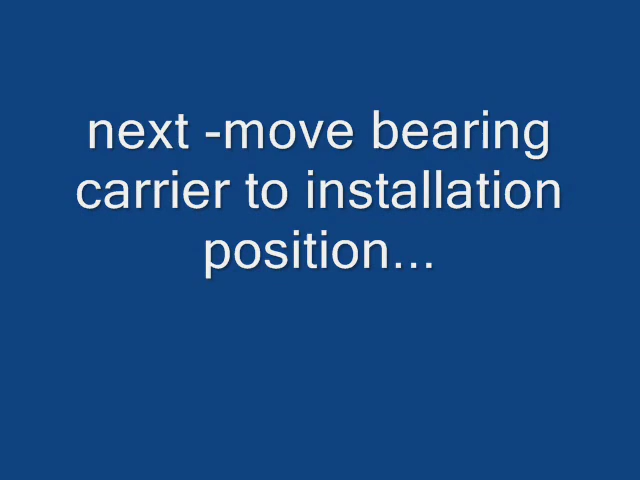 next -move bearing
carrier to installation
position...